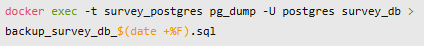 docker exec -t survey_postgres pg_dump -U postgres survey_db >
backup_survey_db_$(date +%F).sql